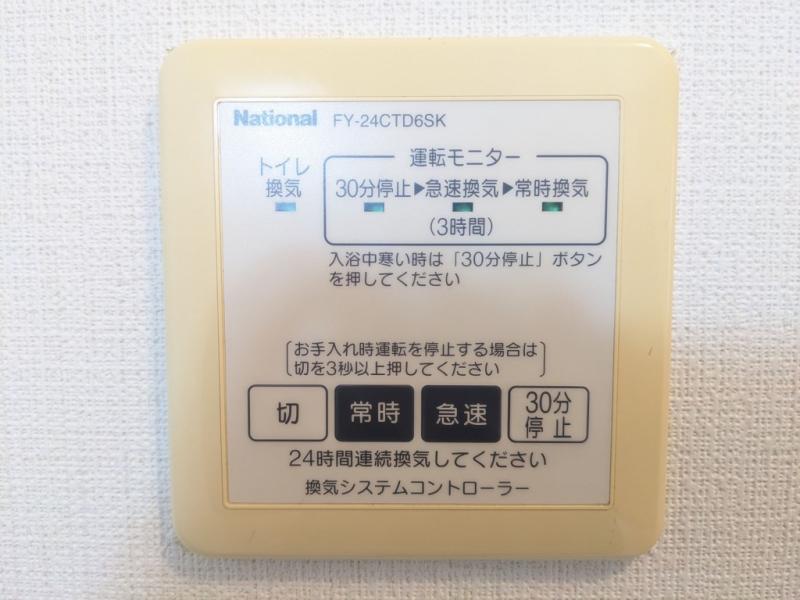 National FY-24CTD6SK
運転モニター
トイレ
換気
30分停止▶急速換気▶常時換気
(3時間)
入浴中寒い時は「30分停止」ボタン
を押してください
お手入れ時運転を停止する場合は
切を3秒以上押してください
切 常時 急速 30分
停止
24時間連続換気してください
換気システムコントローラー